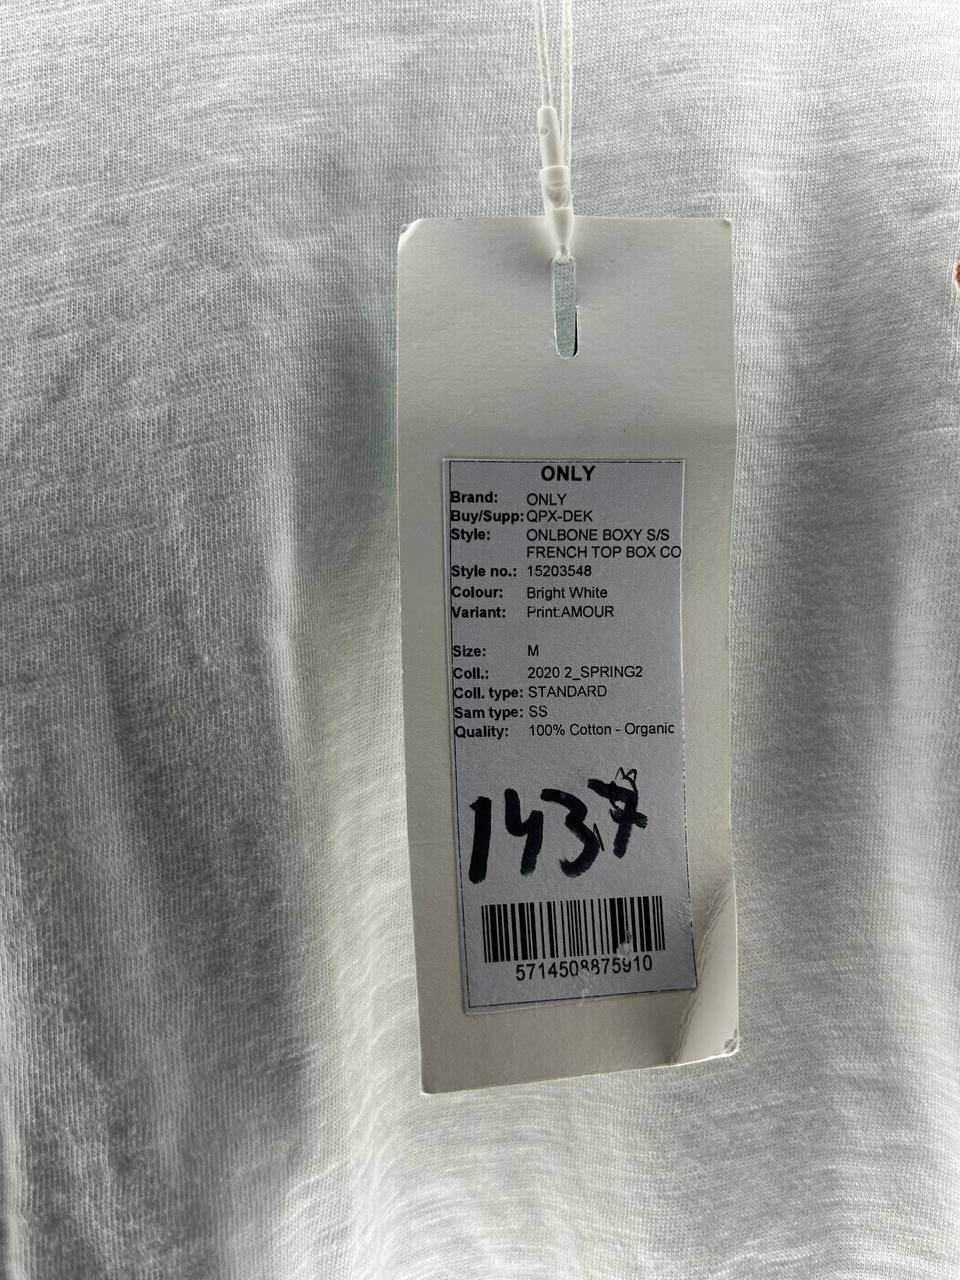 ONLY
Brand: ONLY
Buy/Supp: QPX-DEK
Style: ONLBONE BOXY S/S
FRENCH TOP BOX CO
Style no.: 15203548
Colour: Bright White
Variant: Print:AMOUR
Size: M
Coll.: 2020 2_SPRING2
Coll. type: STANDARD
Sam type: SS
Quality: 100% Cotton - Organic
1437
5714508875910